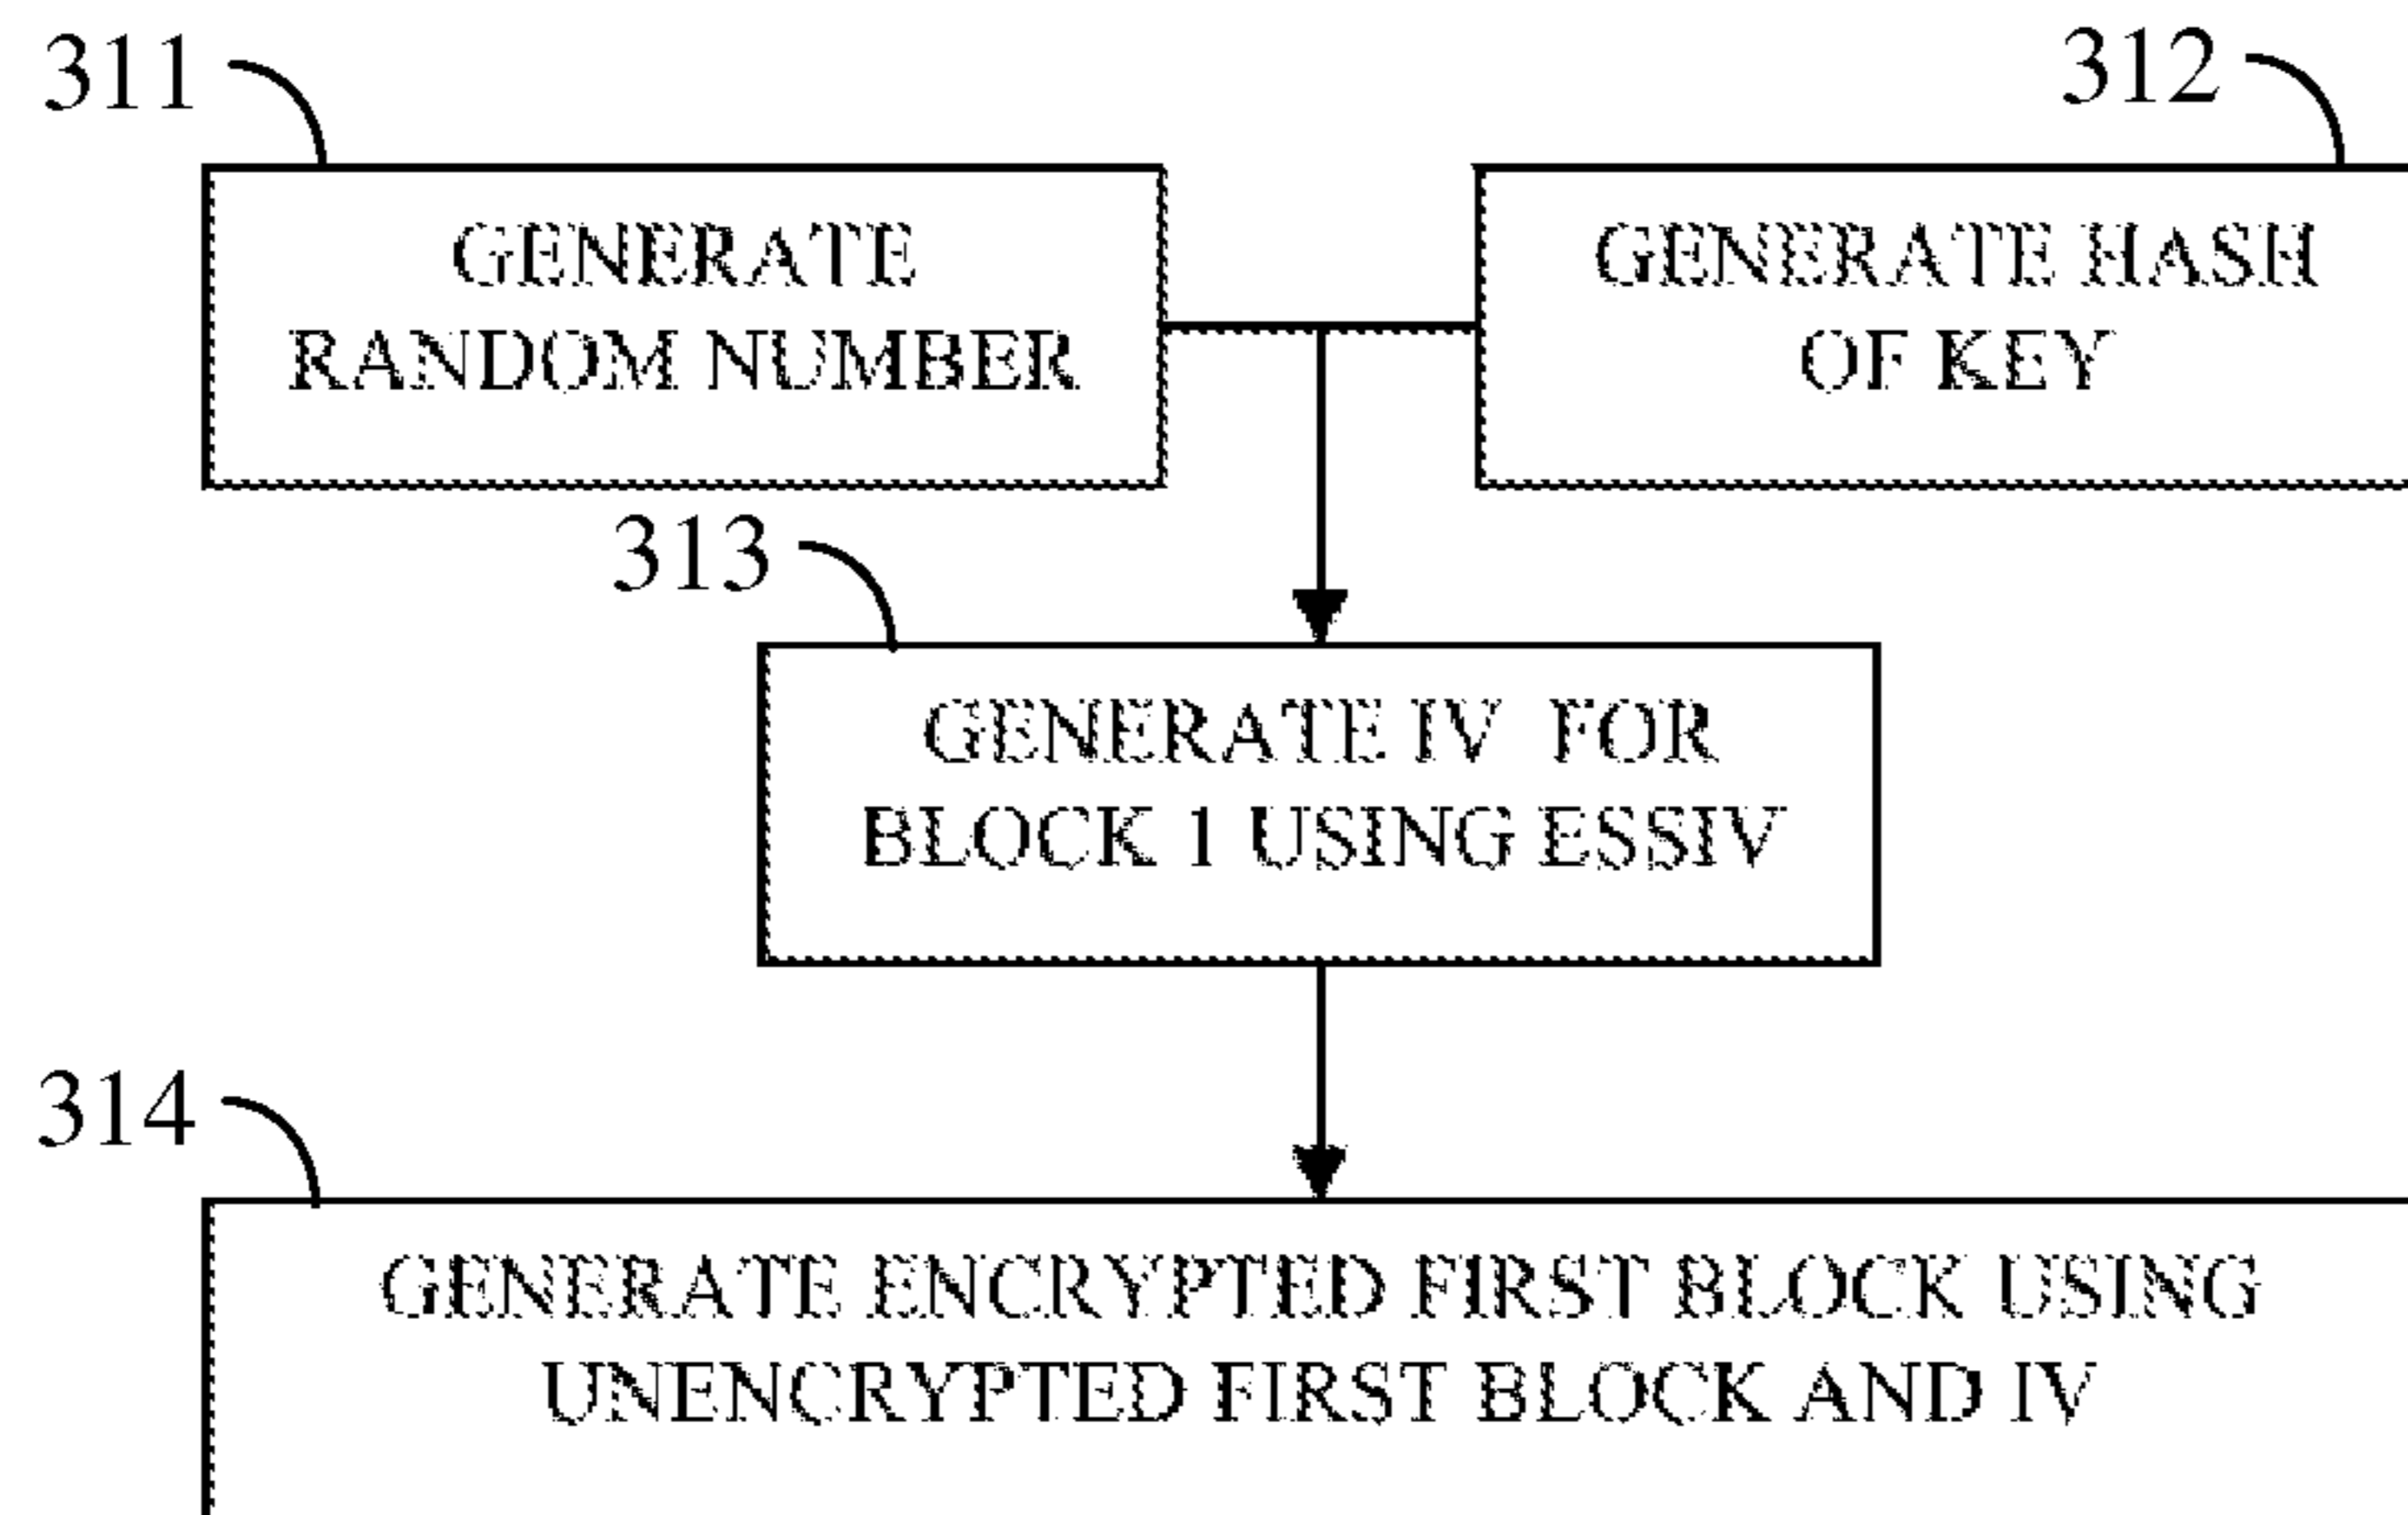 311
312
GENERATE
RANDOM NUMBER
GENERATE HASH
OF KEY
313
GENERATE IV FOR
BLOCK 1 USING ESSIV
314
GENERATE ENCRYPTED FIRST BLOCK USING
UNENCRYPTED FIRST BLOCK AND IV